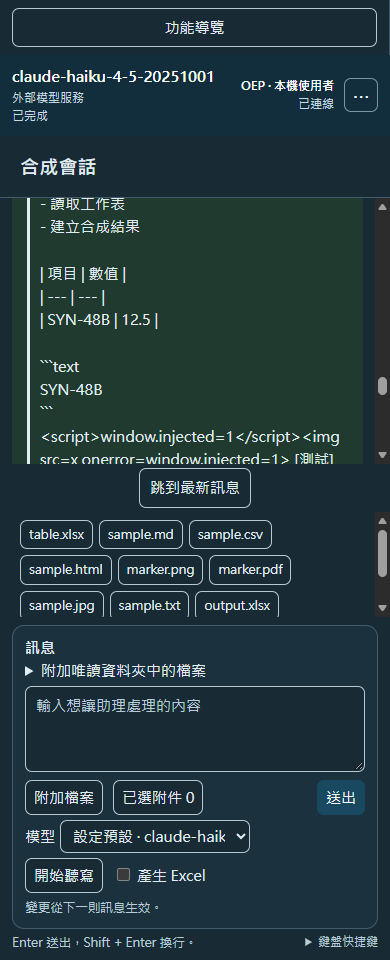 功能導覽
claude-haiku-4-5-20251001
外部模型服務
已完成
OEP · 本機使用者
已連線
...
合成會話
- 讀取工作表
- 建立合成結果
| 項目 | 數值 |
| --- | --- |
| SYN-48B | 12.5 |
```text
SYN-48B
```
<script>window.injected=1</script><img
src=x onerror=window.injected=1> [測試]
跳到最新訊息
table.xlsx sample.md sample.csv
sample.html marker.png marker.pdf
sample.jpg sample.txt output.xlsx
訊息
▶ 附加唯讀資料夾中的檔案
輸入想讓助理處理的內容
附加檔案 已選附件 0 送出
模型 設定預設 · claude-haik
開始聽寫 產生 Excel
變更從下一則訊息生效。
Enter 送出，Shift + Enter 換行。 ▶ 鍵盤快捷鍵